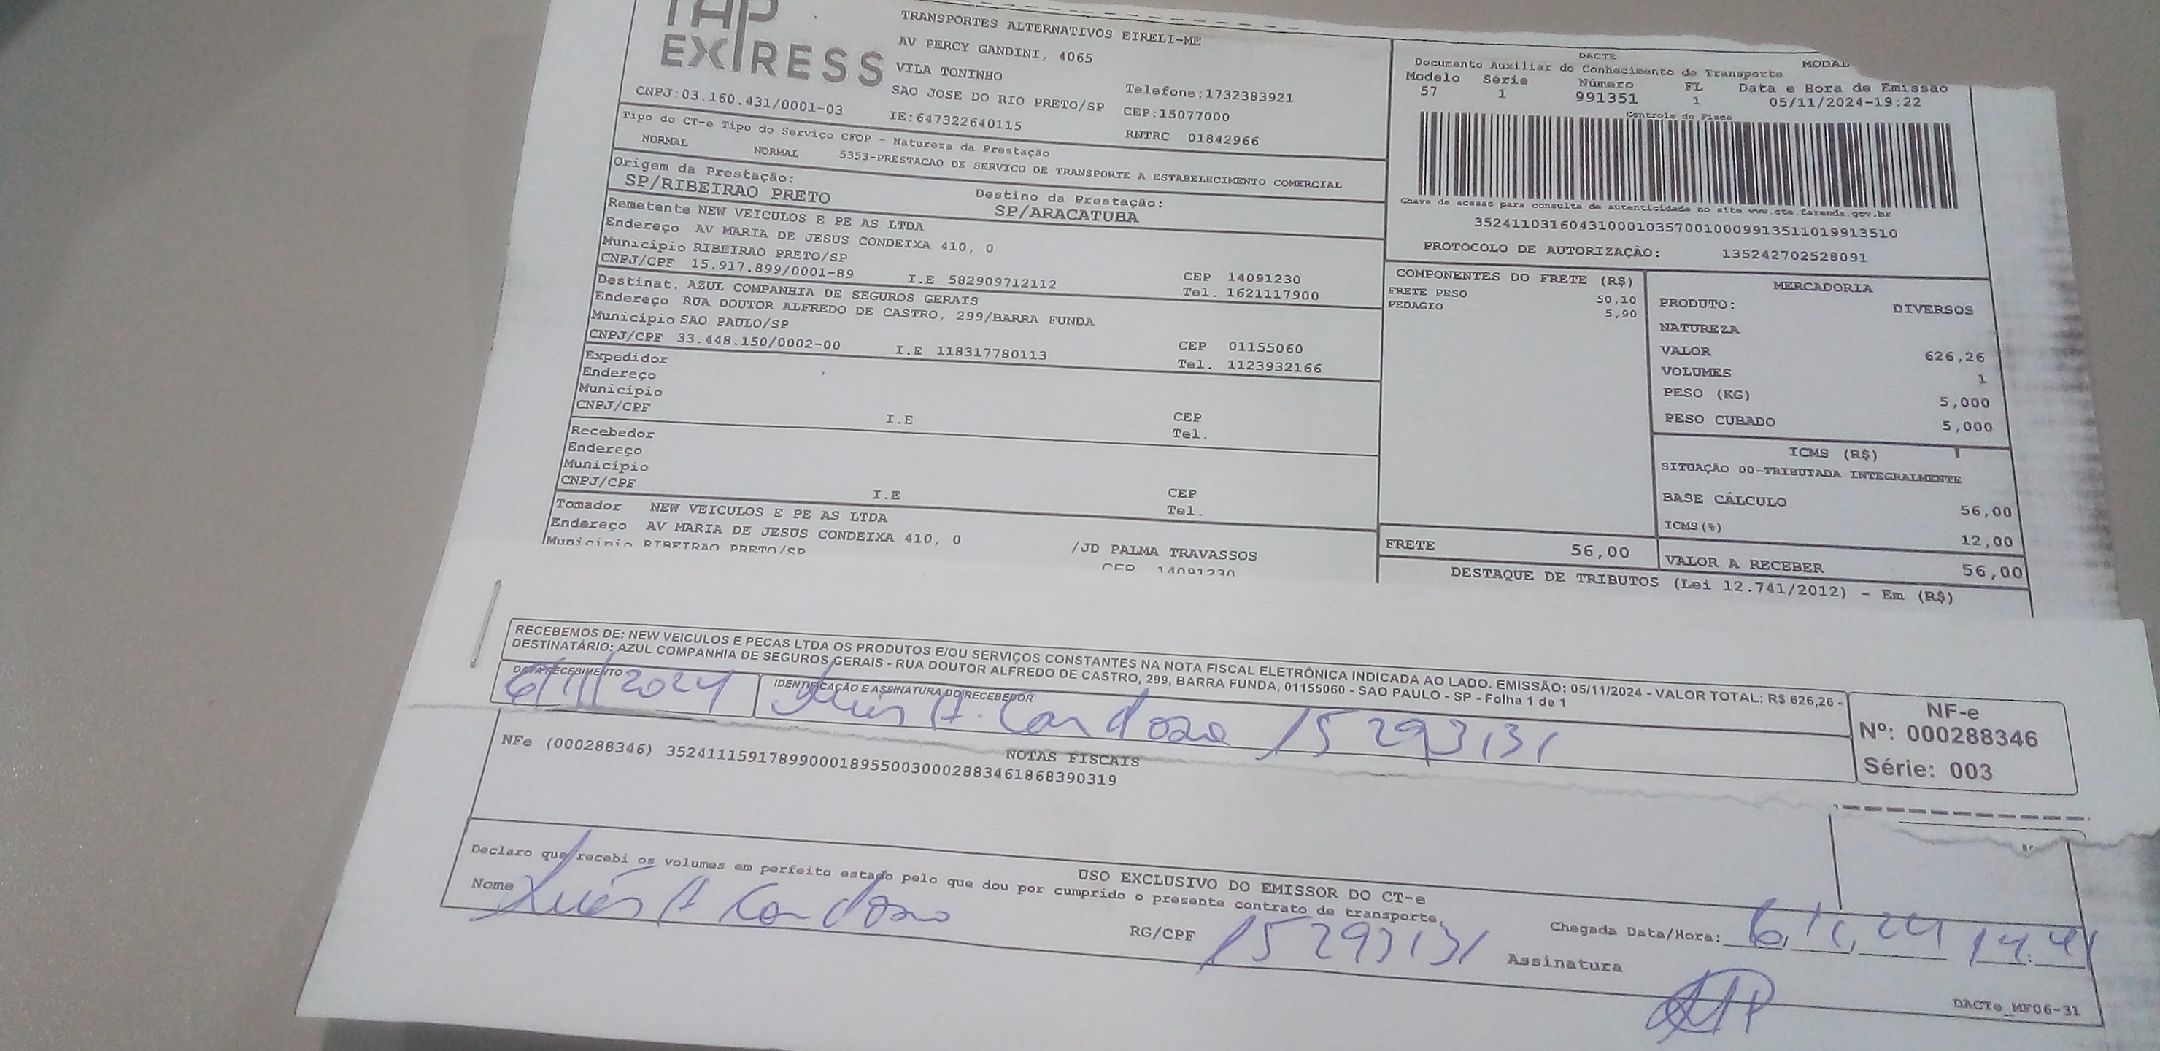 TAP
EXPRESS
TRANSPORTES ALTERNATIVOS EIRELI-ME
AV PERCY GANDINI, 4065
VILA TONINHO
SAO JOSE DO RIO PRETO/SP
Telefone:1732383921
CEP:15077000
CNPJ:03.160.431/0001-03
IE:647322640115
RNTRC 01842966
DACTE
MODAL
Documento Auxiliar do Conhecimento de Transporte
Modelo Série Número FL Data e Hora de Emissão
57 1 991351 1 05/11/2024-19:22
Controle do Fisco
Chave de acesso para consulta de autenticidade no site www.cte.fazenda.gov.br
35241103160431000103570010009913511019913510
PROTOCOLO DE AUTORIZAÇÃO: 135242702528091
Tipo do CT-e Tipo do Serviço CFOP - Natureza da Prestação
NORMAL NORMAL 5353-PRESTACAO DE SERVICO DE TRANSPORTE A ESTABELECIMENTO COMERCIAL
Origem da Prestação: Destino da Prestação:
SP/RIBEIRAO PRETO SP/ARACATUBA
Remetente NEW VEICULOS E PE AS LTDA
Endereço AV MARIA DE JESUS CONDEIXA 410, 0
Município RIBEIRAO PRETO/SP CEP 14091230
CNPJ/CPF 15.917.899/0001-89 I.E 582909712112 Tel. 1621117900
Destinat. AZUL COMPANHIA DE SEGUROS GERAIS
Endereço RUA DOUTOR ALFREDO DE CASTRO, 299/BARRA FUNDA
Município SAO PAULO/SP CEP 01155060
CNPJ/CPF 33.448.150/0002-00 I.E 118317780113 Tel. 1123932166
Expedidor
Endereço
Município CEP
CNPJ/CPF I.E Tel.
Recebedor
Endereço
Município CEP
CNPJ/CPF I.E Tel.
Tomador NEW VEICULOS E PE AS LTDA
Endereço AV MARIA DE JESUS CONDEIXA 410, 0 /JD PALMA TRAVASSOS
Município RIBEIRAO PRETO/SP CEP 14091230
COMPONENTES DO FRETE (R$)
FRETE PESO 50,10
PEDAGIO 5,90
FRETE 56,00
MERCADORIA
PRODUTO: DIVERSOS
NATUREZA
VALOR 626,26
VOLUMES 1
PESO (KG) 5,000
PESO CUBADO 5,000
ICMS (R$)
SITUAÇÃO 00-TRIBUTADA INTEGRALMENTE
BASE CÁLCULO 56,00
ICMS(%) 12,00
VALOR A RECEBER 56,00
DESTAQUE DE TRIBUTOS (Lei 12.741/2012) - Em (R$)
RECEBEMOS DE: NEW VEICULOS E PECAS LTDA OS PRODUTOS E/OU SERVIÇOS CONSTANTES NA NOTA FISCAL ELETRÔNICA INDICADA AO LADO. EMISSÃO: 05/11/2024 - VALOR TOTAL: R$ 626,26 -
DESTINATÁRIO: AZUL COMPANHIA DE SEGUROS GERAIS - RUA DOUTOR ALFREDO DE CASTRO, 299, BARRA FUNDA, 01155060 - SAO PAULO - SP - Folha 1 de 1
DATA RECEBIMENTO IDENTIFICAÇÃO E ASSINATURA DO RECEBEDOR
6/11/2024 Luis A. Cardoso 15293131
NF-e
Nº: 000288346
Série: 003
NOTAS FISCAIS
NFe (000288346) 35241115917899000189550030002883461868390319
USO EXCLUSIVO DO EMISSOR DO CT-e
Declaro que recebi os volumes em perfeito estado pelo que dou por cumprido o presente contrato de transporte.
Nome Luis A Cardoso RG/CPF 15293131
Chegada Data/Hora: 6, 11, 24 14:41
Assinatura
DACTe_MF06-31